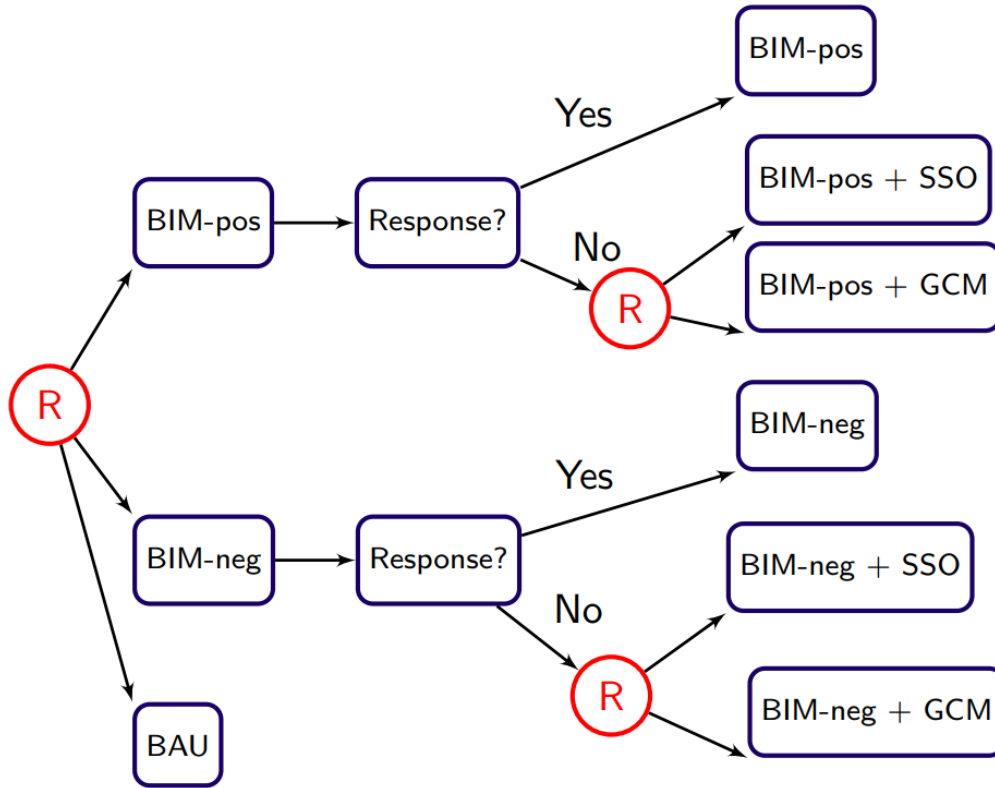 BIM-pos
Yes
BIM-pos + SSO
BIM-pos
Response?
No
BIM-pos + GCM
R
R
BIM-neg
Yes
BIM-neg
Response?
BIM-neg + SSO
No
R
BIM-neg + GCM
BAU